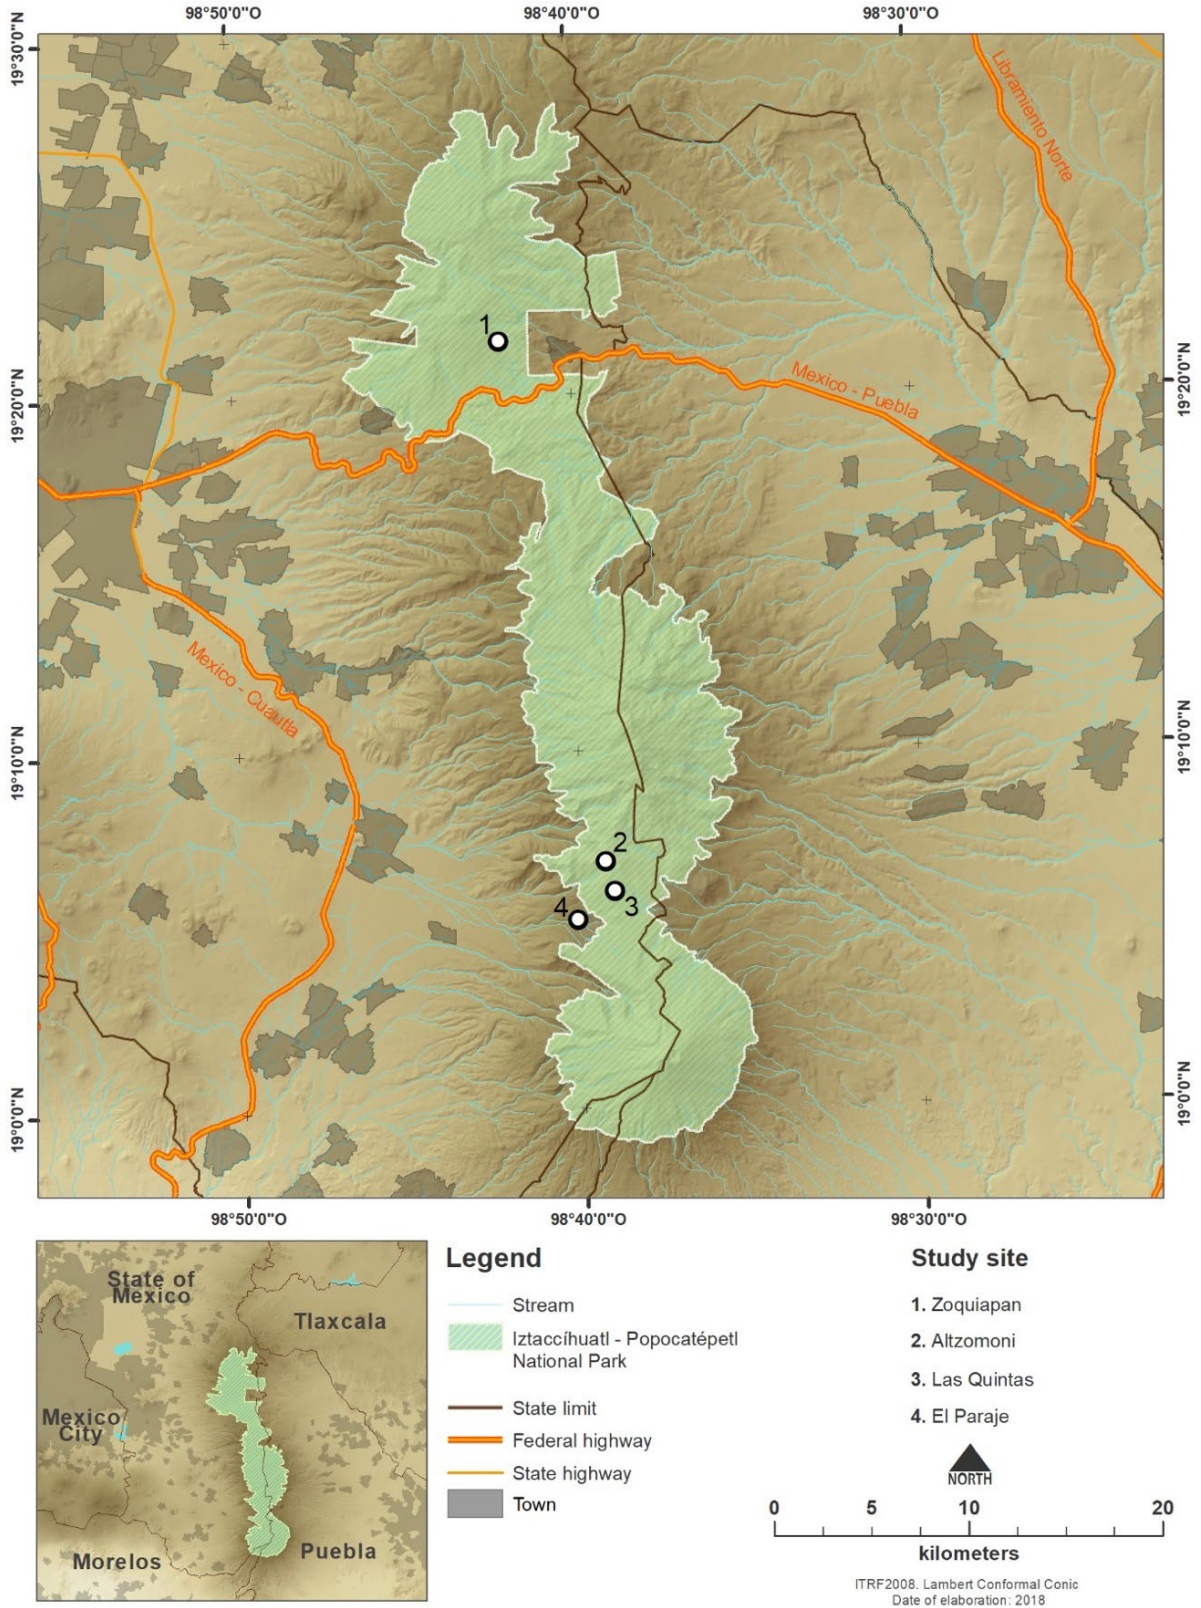 98°50'0"O
98°40'0"O
98°30'0"O
19°30'0"N
19°20'0"N
19°10'0"N
19°0'0"N
Libramiento Norte
Mexico - Puebla
Mexico - Cuautla
1
2
3
4
19°20'0"N
19°10'0"N
19°0'0"N
98°50'0"O
98°40'0"O
98°30'0"O
State of
Mexico
Tlaxcala
Mexico
City
Morelos
Puebla
Legend
Stream
Iztaccíhuatl - Popocatépetl
National Park
State limit
Federal highway
State highway
Town
Study site
1. Zoquiapan
2. Altzomoni
3. Las Quintas
4. El Paraje
NORTH
0 5 10 20
kilometers
ITRF2008. Lambert Conformal Conic
Date of elaboration: 2018